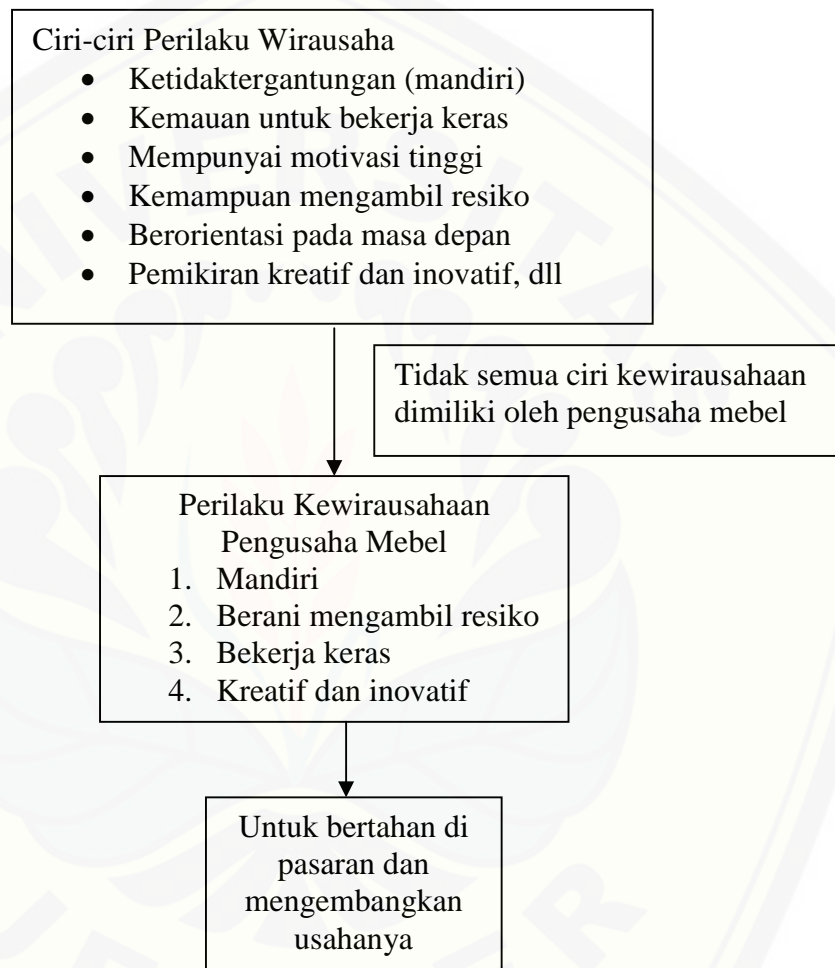 Ciri-ciri Perilaku Wirausaha
• Ketidaktergantungan (mandiri)
• Kemauan untuk bekerja keras
• Mempunyai motivasi tinggi
• Kemampuan mengambil resiko
• Berorientasi pada masa depan
• Pemikiran kreatif dan inovatif, dll
Tidak semua ciri kewirausahaan
dimiliki oleh pengusaha mebel
Perilaku Kewirausahaan
Pengusaha Mebel
1. Mandiri
2. Berani mengambil resiko
3. Bekerja keras
4. Kreatif dan inovatif
Untuk bertahan di
pasaran dan
mengembangkan
usahanya